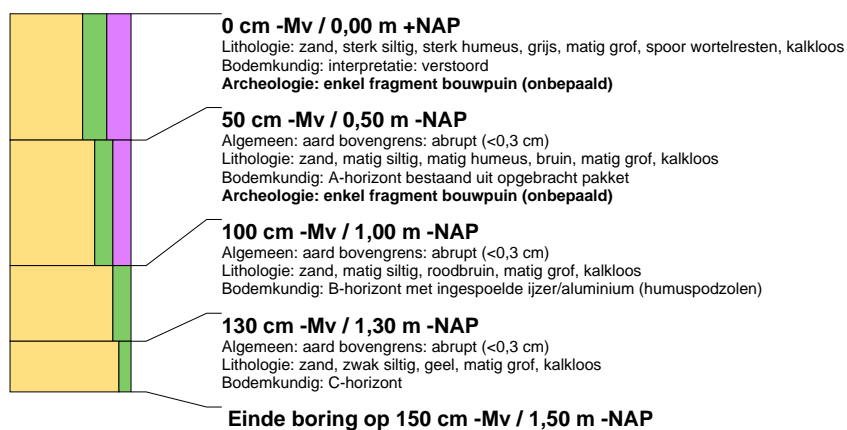 0 cm -Mv / 0,00 m +NAP
Lithologie: zand, sterk siltig, sterk humeus, grijs, matig grof, spoor wortelresten, kalkloos
Bodemkundig: interpretatie: verstoord
Archeologie: enkel fragment bouwpuin (onbepaald)
50 cm -Mv / 0,50 m -NAP
Algemeen: aard bovengrens: abrupt (<0,3 cm)
Lithologie: zand, matig siltig, matig humeus, bruin, matig grof, kalkloos
Bodemkundig: A-horizont bestaand uit opgebracht pakket
Archeologie: enkel fragment bouwpuin (onbepaald)
100 cm -Mv / 1,00 m -NAP
Algemeen: aard bovengrens: abrupt (<0,3 cm)
Lithologie: zand, matig siltig, roodbruin, matig grof, kalkloos
Bodemkundig: B-horizont met ingespoelde ijzer/aluminium (humuspodzolen)
130 cm -Mv / 1,30 m -NAP
Algemeen: aard bovengrens: abrupt (<0,3 cm)
Lithologie: zand, zwak siltig, geel, matig grof, kalkloos
Bodemkundig: C-horizont
Einde boring op 150 cm -Mv / 1,50 m -NAP